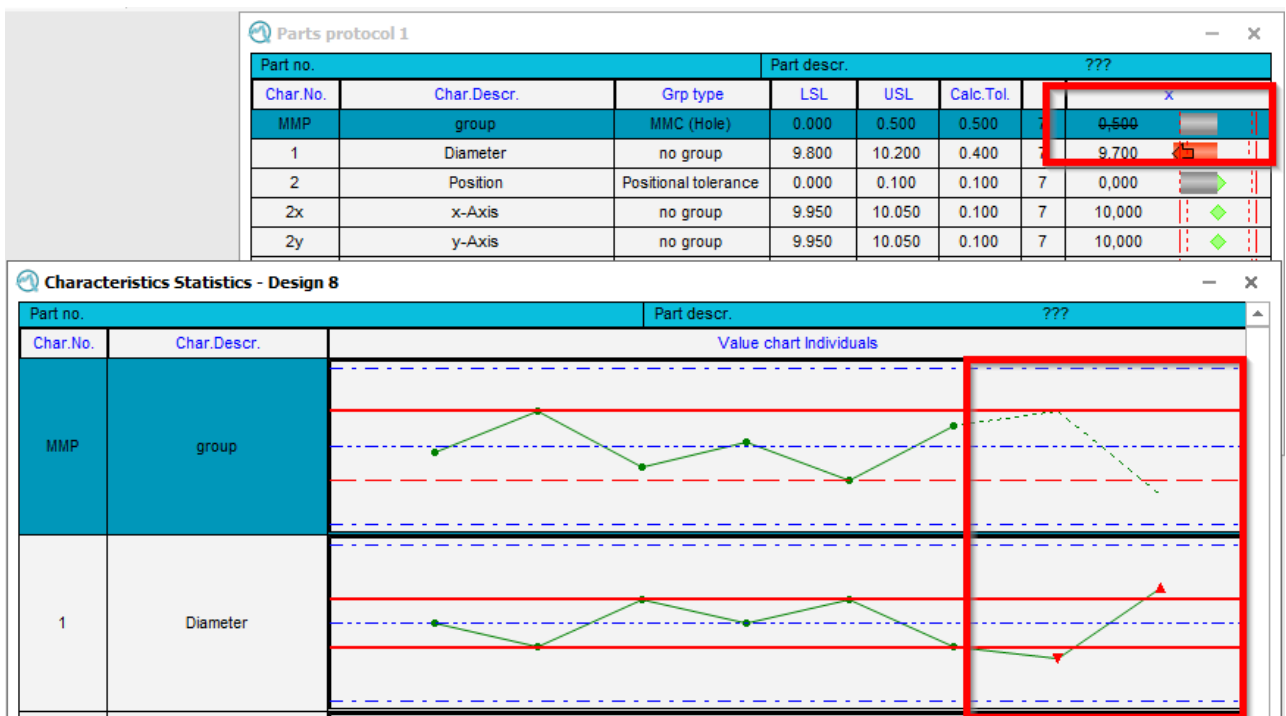 Parts protocol 1
Part no. Part descr. ???
Char.No. Char.Descr. Grp type LSL USL Calc.Tol. x
MMP group MMC (Hole) 0.000 0.500 0.500 7 0,500
1 Diameter no group 9.800 10.200 0.400 7 9.700
2 Position Positional tolerance 0.000 0.100 0.100 7 0,000
2x x-Axis no group 9.950 10.050 0.100 7 10,000
2y y-Axis no group 9.950 10.050 0.100 7 10,000
Characteristics Statistics - Design 8
Part no. Part descr. ???
Char.No. Char.Descr. Value chart Individuals
MMP group
1 Diameter